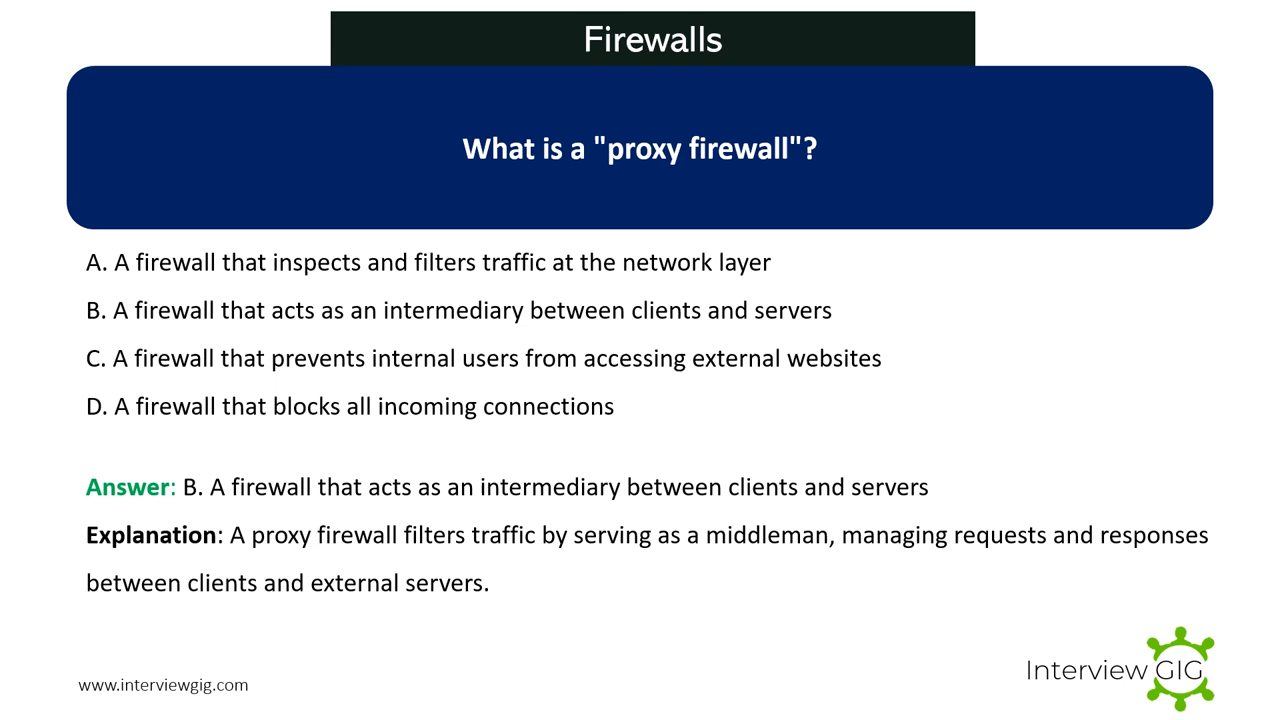 Firewalls
What is a "proxy firewall"?
A. A firewall that inspects and filters traffic at the network layer
B. A firewall that acts as an intermediary between clients and servers
C. A firewall that prevents internal users from accessing external websites
D. A firewall that blocks all incoming connections
Answer: B. A firewall that acts as an intermediary between clients and servers
Explanation: A proxy firewall filters traffic by serving as a middleman, managing requests and responses
between clients and external servers.
Interview GIG
www.interviewgig.com